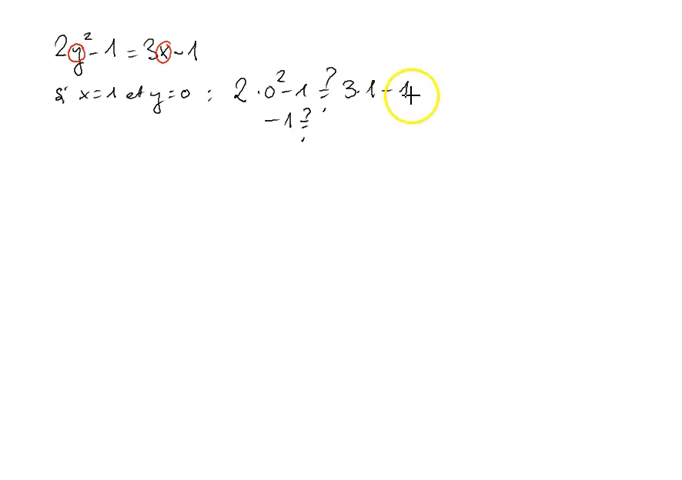 2y² - 1 = 3x - 1
Si x = 1 et y = 0 : 2 · 0² - 1 ≟ 3 · 1 - 1
- 1 ≟